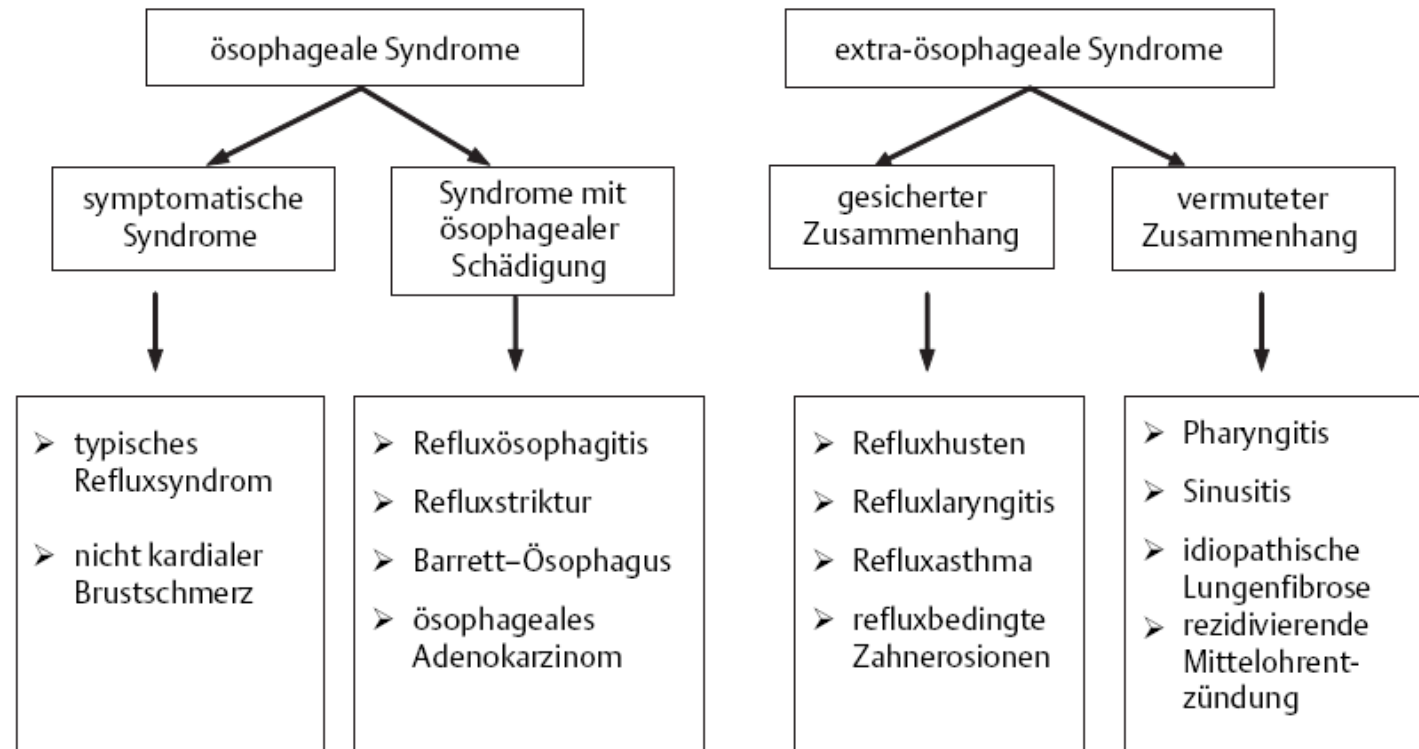 ösophageale Syndrome
extra-ösophageale Syndrome
symptomatische
Syndrome
Syndrome mit
ösophagealer
Schädigung
gesicherter
Zusammenhang
vermuteter
Zusammenhang
➢ typisches
Refluxsyndrom
➢ nicht kardialer
Brustschmerz
➢ Refluxösophagitis
➢ Refluxstriktur
➢ Barrett–Ösophagus
➢ ösophageales
Adenokarzinom
➢ Refluxhusten
➢ Refluxlaryngitis
➢ Refluxasthma
➢ refluxbedingte
Zahnerosionen
➢ Pharyngitis
➢ Sinusitis
➢ idiopathische
Lungenfibrose
➢ rezidivierende
Mittelohrent-
zündung